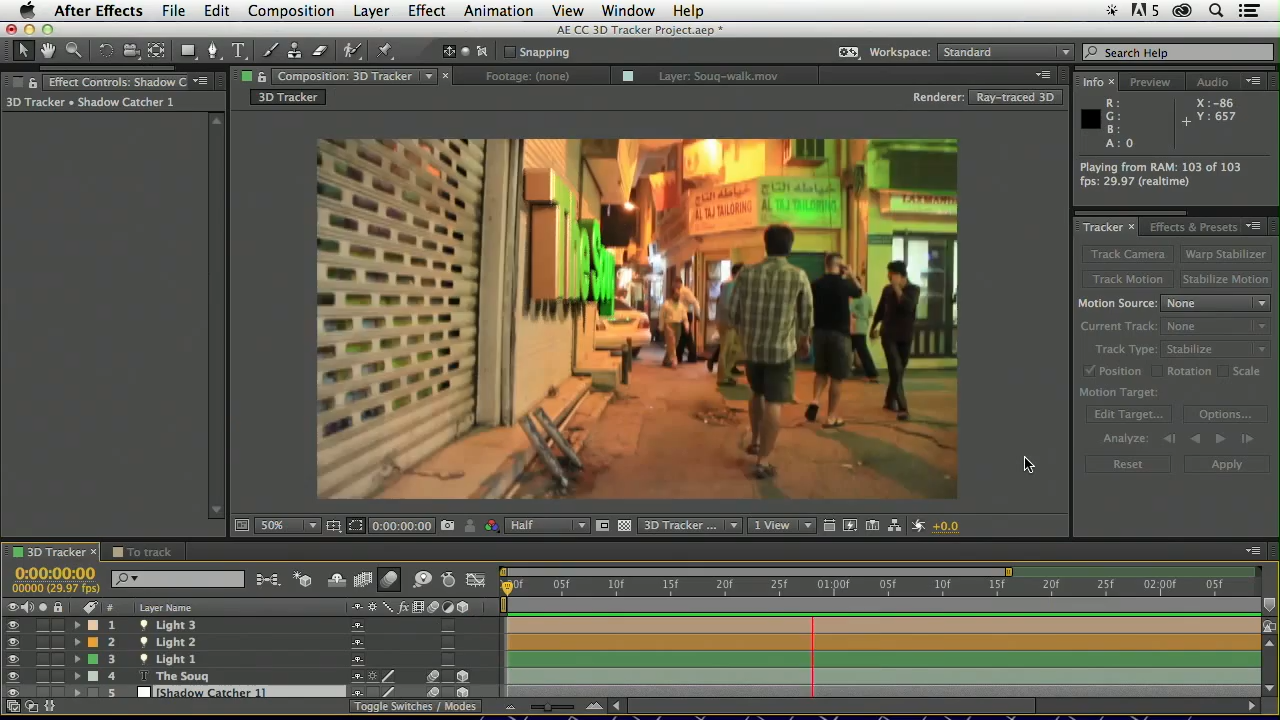 After Effects File Edit Composition Layer Effect Animation View Window Help 5
AE CC 3D Tracker Project.aep *
Snapping Workspace: Standard Search Help
Effect Controls: Shadow C
3D Tracker • Shadow Catcher 1
Composition: 3D Tracker Footage: (none) Layer: Souq-walk.mov
3D Tracker Renderer: Ray-traced 3D
خياطة التاج خياطة التاج
AL TAJ TAILORING AL TAJ TAILORING
Info Preview Audio
R : X : -86
G : Y : 657
B :
A : 0
Playing from RAM: 103 of 103
fps: 29.97 (realtime)
Tracker Effects & Presets
Track Camera Warp Stabilizer
Track Motion Stabilize Motion
Motion Source: None
Current Track: None
Track Type: Stabilize
Position Rotation Scale
Motion Target:
Edit Target... Options...
Analyze:
Reset Apply
50% 0:00:00:00 Half 3D Tracker ... 1 View +0.0
3D Tracker To track
0:00:00:00
00000 (29.97 fps)
0f 05f 10f 15f 20f 25f 01:00f 05f 10f 15f 20f 25f 02:00f 05f
# Layer Name fx
1 Light 3
2 Light 2
3 Light 1
4 T The Souq
5 [Shadow Catcher 1]
Toggle Switches / Modes